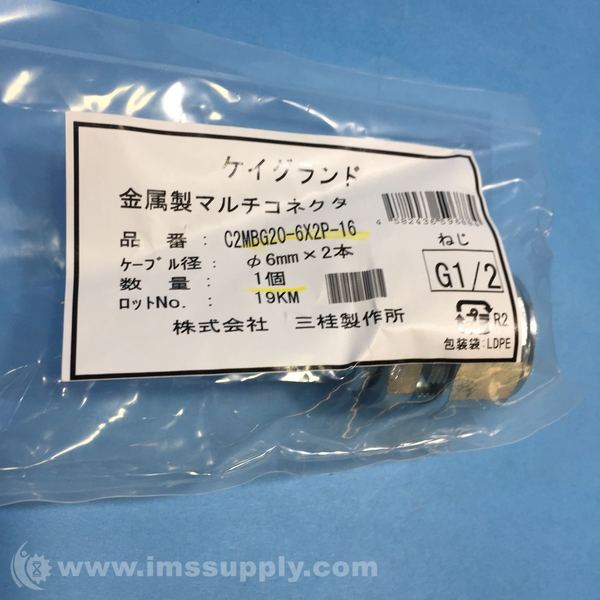 ケイグランド
金属製マルチコネクタ
品 番 : C2MBG20-6X2P-16
ケーブル径 : φ6mm×2本
数 量 : 1個
ロットNo. : 19KM
株式会社 三桂製作所
ねじ
G1/2
プラ R2
包装袋:LDPE
www.imssupply.com